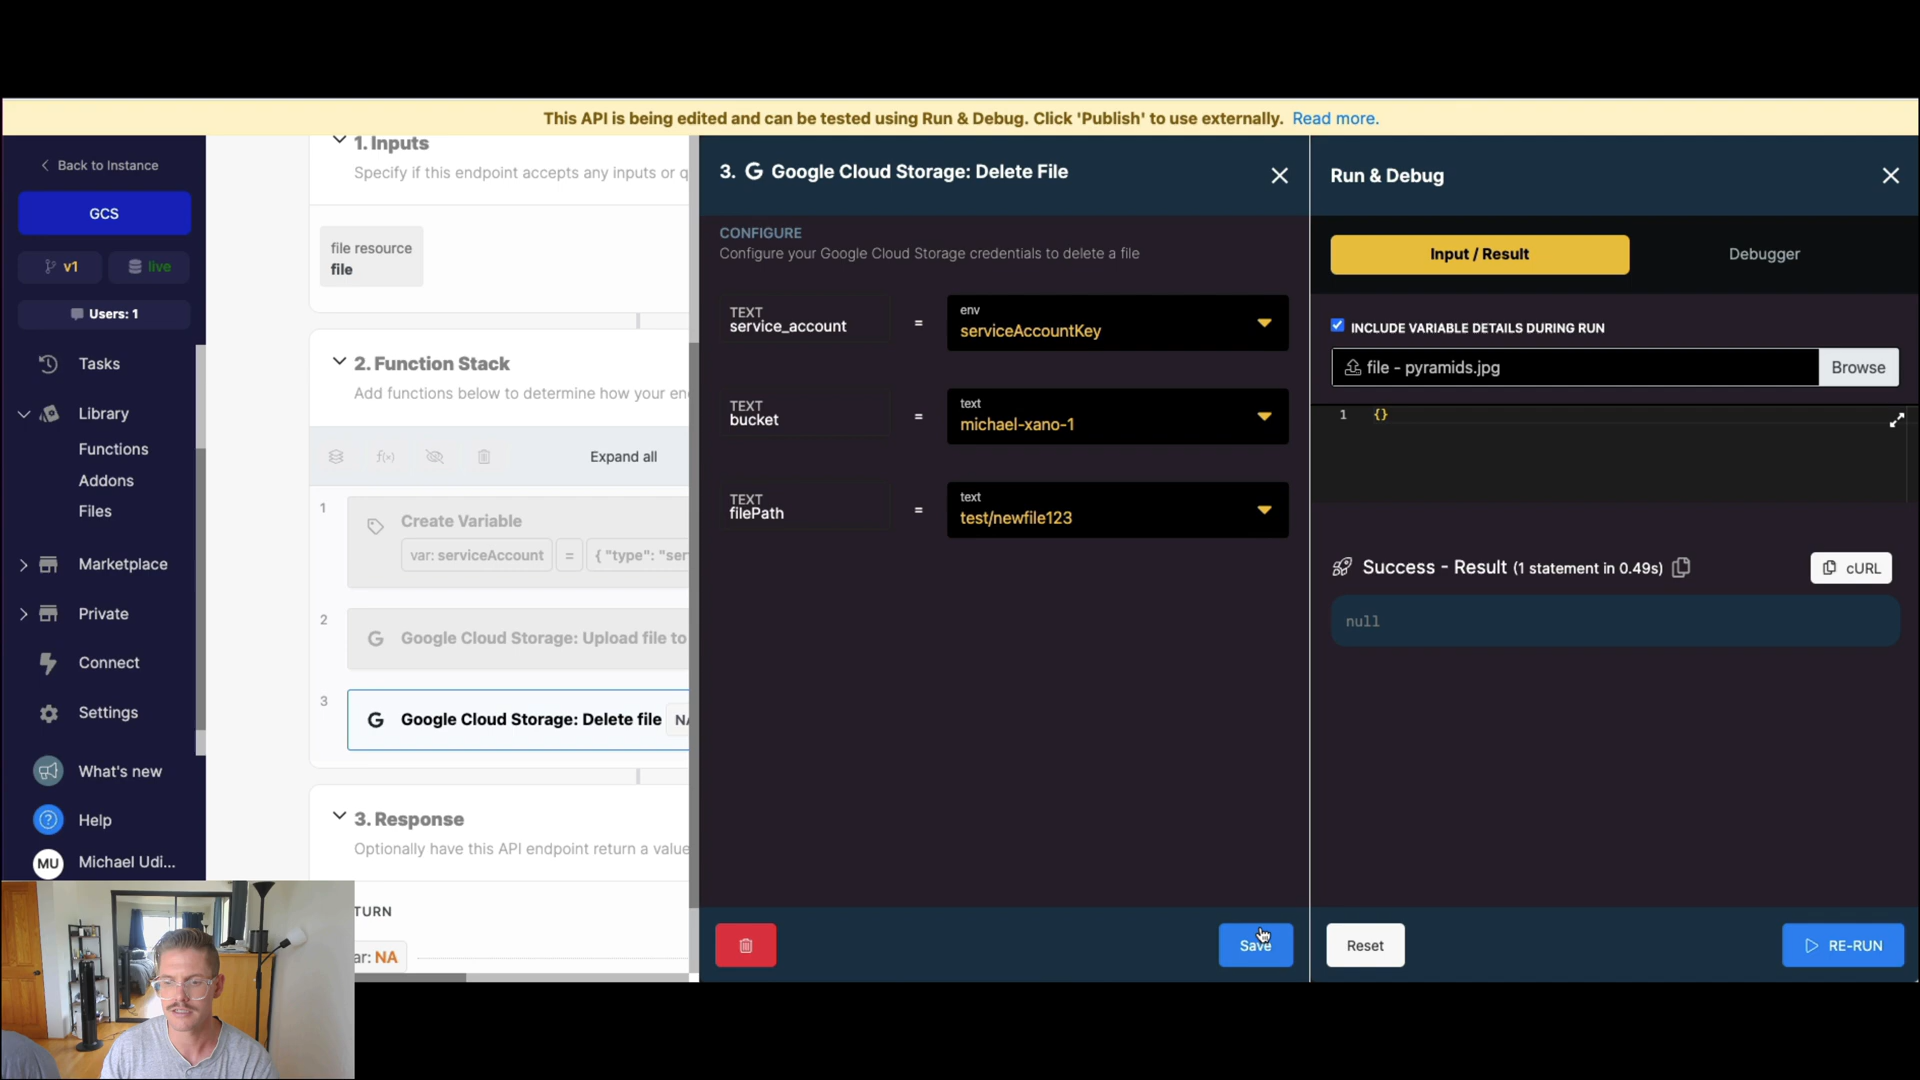 This API is being edited and can be tested using Run & Debug. Click 'Publish' to use externally. Read more.
Back to Instance
GCS
v1
live
Users: 1
Tasks
Library
Functions
Addons
Files
Marketplace
Private
Connect
Settings
What's new
Help
MU
Michael Udi...
1. Inputs
Specify if this endpoint accepts any inputs or q
file resource
file
2. Function Stack
Add functions below to determine how your en
f(x)
Expand all
1
Create Variable
var: serviceAccount
=
{ "type": "ser
2
Google Cloud Storage: Upload file to
3
Google Cloud Storage: Delete file
NA
3. Response
Optionally have this API endpoint return a value
TURN
ar: NA
3. G Google Cloud Storage: Delete File
CONFIGURE
Configure your Google Cloud Storage credentials to delete a file
TEXT
service_account
=
env
serviceAccountKey
TEXT
bucket
=
text
michael-xano-1
TEXT
filePath
=
text
test/newfile123
Save
Run & Debug
Input / Result
Debugger
INCLUDE VARIABLE DETAILS DURING RUN
file - pyramids.jpg
Browse
1
{}
Success - Result (1 statement in 0.49s)
cURL
null
Reset
RE-RUN